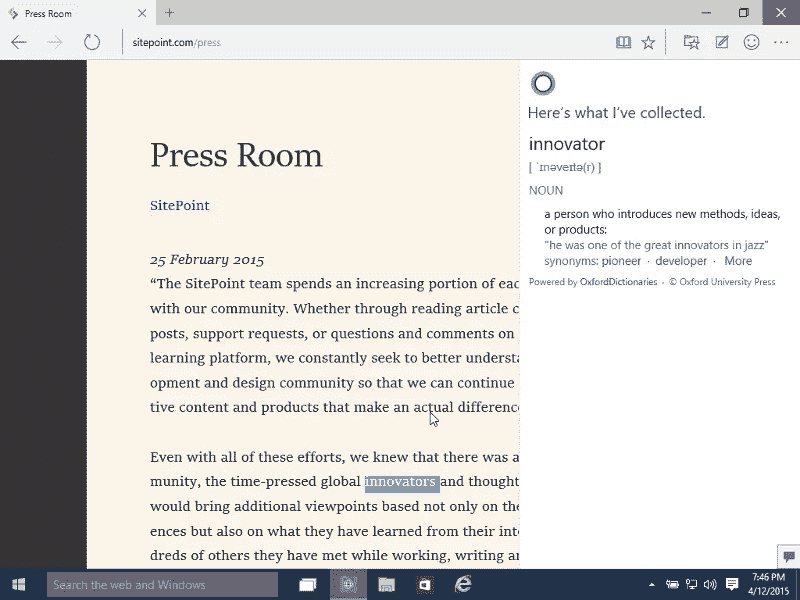 Press Room
sitepoint.com/press
Press Room
SitePoint
25 February 2015
“The SitePoint team spends an increasing portion of eac
with our community. Whether through reading article c
posts, support requests, or questions and comments on
learning platform, we constantly seek to better understa
opment and design community so that we can continue
tive content and products that make an actual difference
Even with all of these efforts, we knew that there was a
munity, the time-pressed global innovators and thought
would bring additional viewpoints based not only on the
ences but also on what they have learned from their inte
dreds of others they have met while working, writing an
Here's what I've collected.
innovator
[ ˈɪnəveɪtə(r) ]
NOUN
a person who introduces new methods, ideas,
or products:
"he was one of the great innovators in jazz"
synonyms: pioneer · developer · More
Powered by OxfordDictionaries · © Oxford University Press
Search the web and Windows
7:46 PM
4/12/2015